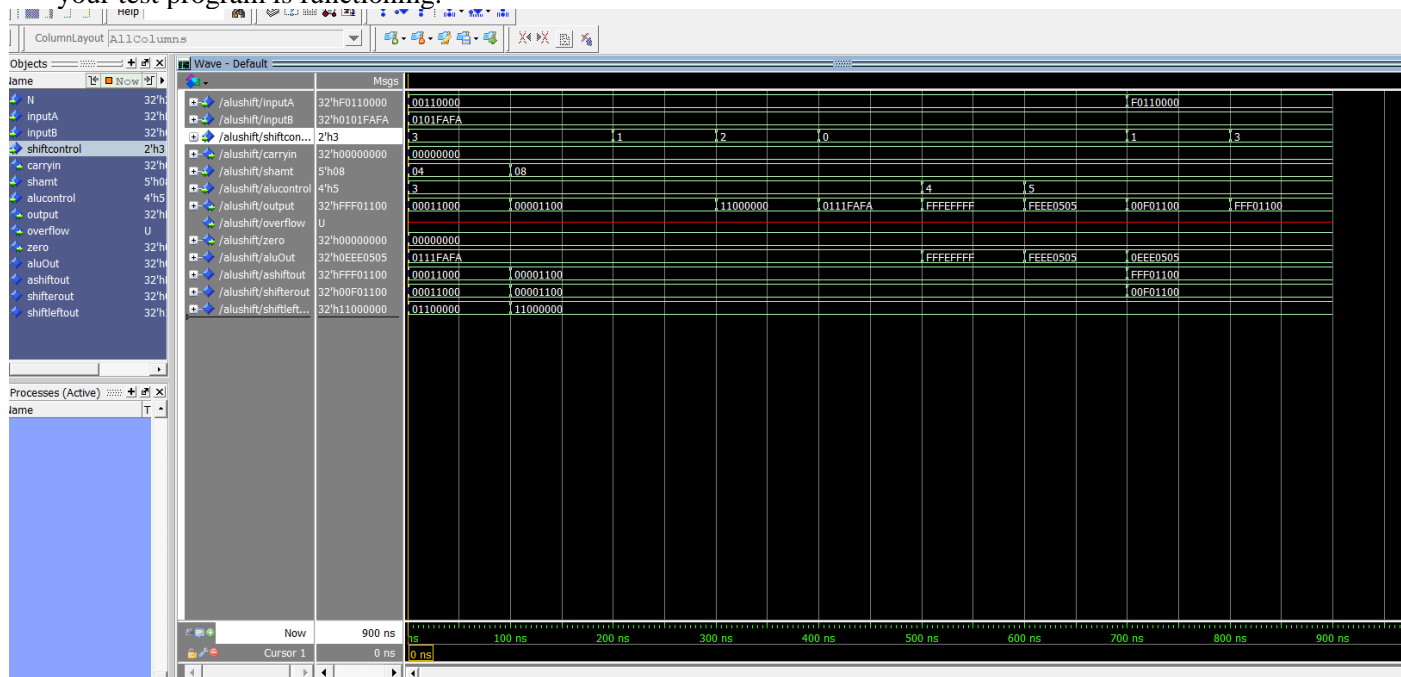 your test program is functioning.
Help
ColumnLayout AllColumns
Objects
Name Now
N 32'h
inputA 32'h
inputB 32'h
shiftcontrol 2'h3
carryin 32'h
shamt 5'h0
alucontrol 4'h5
output 32'h
overflow U
zero 32'h
aluOut 32'h
ashiftout 32'h
shifterout 32'h
shiftleftout 32'h
Processes (Active)
Name T
Wave - Default
Msgs
/alushift/inputA 32'hF0110000 00110000 F0110000
/alushift/inputB 32'h0101FAFA 0101FAFA
/alushift/shiftcon... 2'h3 3 1 2 0 1 3
/alushift/carryin 32'h00000000 00000000
/alushift/shamt 5'h08 04 08
/alushift/alucontrol 4'h5 3 4 5
/alushift/output 32'hFFF01100 00011000 00001100 11000000 0111FAFA FFFEFFFF FEEE0505 00F01100 FFF01100
/alushift/overflow U
/alushift/zero 32'h00000000 00000000
/alushift/aluOut 32'h0EEE0505 0111FAFA FFFEFFFF FEEE0505 0EEE0505
/alushift/ashiftout 32'hFFF01100 00011000 00001100 FFF01100
/alushift/shifterout 32'h00F01100 00011000 00001100 00F01100
/alushift/shiftleft... 32'h11000000 01100000 11000000
Now 900 ns ns 100 ns 200 ns 300 ns 400 ns 500 ns 600 ns 700 ns 800 ns 900 ns
Cursor 1 0 ns 0 ns